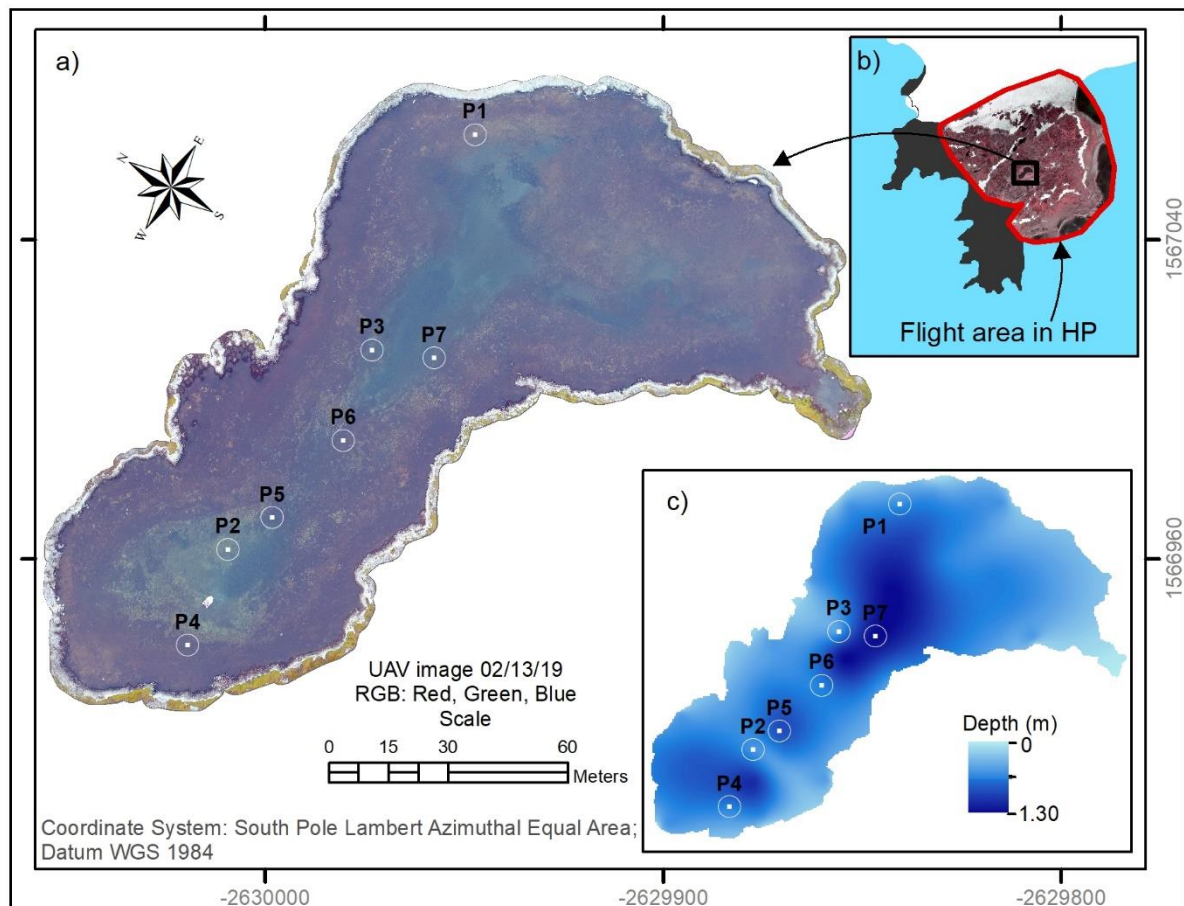 a)
N
E
W
S
P1
P3
P7
P6
P5
P2
P4
UAV image 02/13/19
RGB: Red, Green, Blue
Scale
0 15 30 60
Meters
Coordinate System: South Pole Lambert Azimuthal Equal Area;
Datum WGS 1984
b)
Flight area in HP
c)
P1
P3
P7
P6
P5
P2
P4
Depth (m)
0
1.30
1567040
1566960
-2630000
-2629900
-2629800